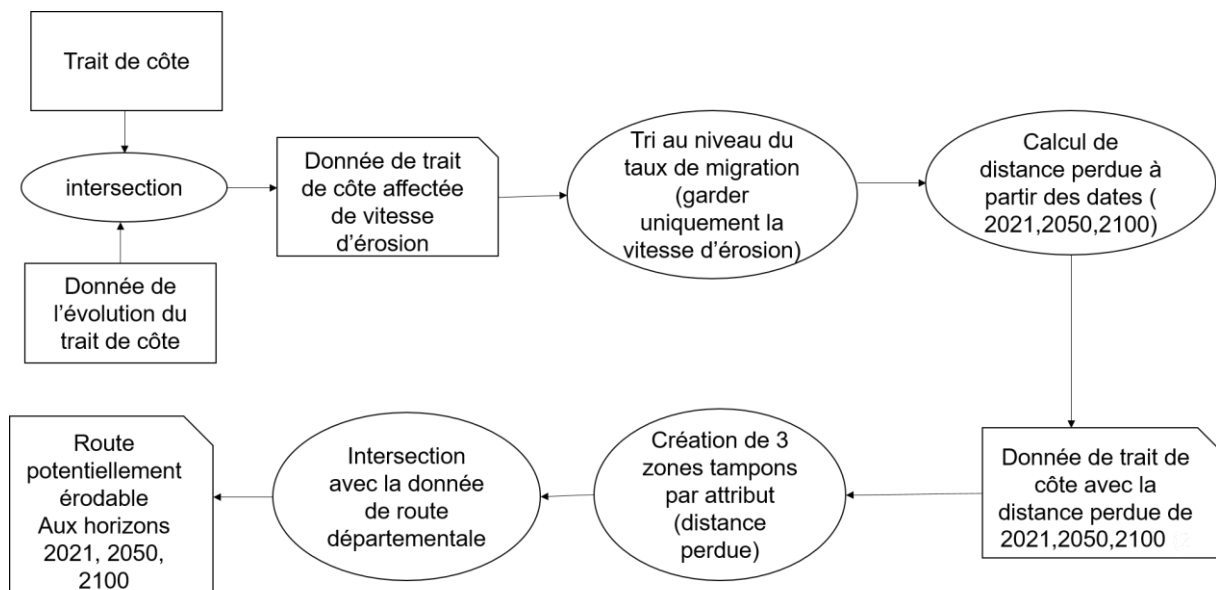 Trait de côte
intersection
Donnée de
l'évolution du
trait de côte
Donnée de trait
de côte affectée
de vitesse
d'érosion
Tri au niveau du
taux de migration
(garder
uniquement la
vitesse d'érosion)
Calcul de
distance perdue à
partir des dates (
2021,2050,2100)
Donnée de trait de
côte avec la
distance perdue de
2021,2050,2100
Création de 3
zones tampons
par attribut
(distance
perdue)
Intersection
avec la donnée
de route
départementale
Route
potentiellement
érodable
Aux horizons
2021, 2050,
2100